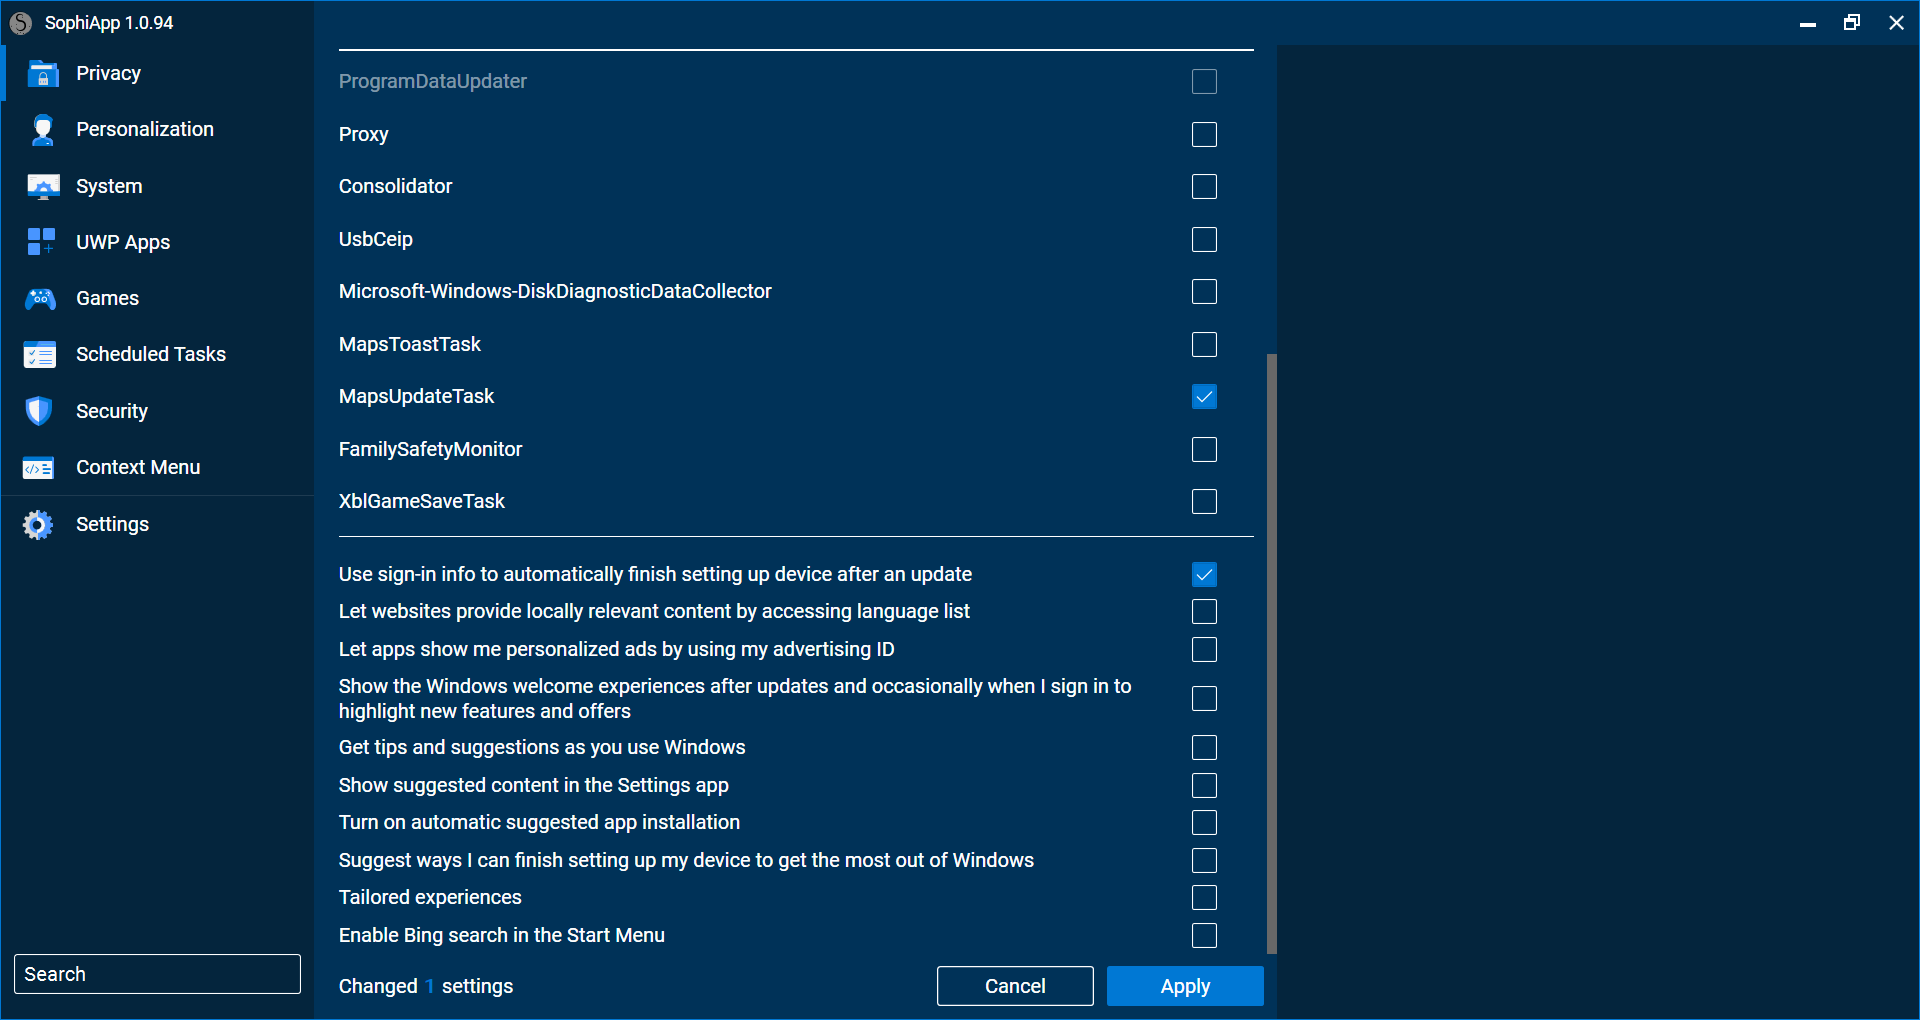 SophiApp 1.0.94
Privacy
Personalization
System
UWP Apps
Games
Scheduled Tasks
Security
Context Menu
Settings
Search
ProgramDataUpdater
Proxy
Consolidator
UsbCeip
Microsoft-Windows-DiskDiagnosticDataCollector
MapsToastTask
MapsUpdateTask
FamilySafetyMonitor
XblGameSaveTask
Use sign-in info to automatically finish setting up device after an update
Let websites provide locally relevant content by accessing language list
Let apps show me personalized ads by using my advertising ID
Show the Windows welcome experiences after updates and occasionally when I sign in to
highlight new features and offers
Get tips and suggestions as you use Windows
Show suggested content in the Settings app
Turn on automatic suggested app installation
Suggest ways I can finish setting up my device to get the most out of Windows
Tailored experiences
Enable Bing search in the Start Menu
Changed 1 settings
Cancel
Apply